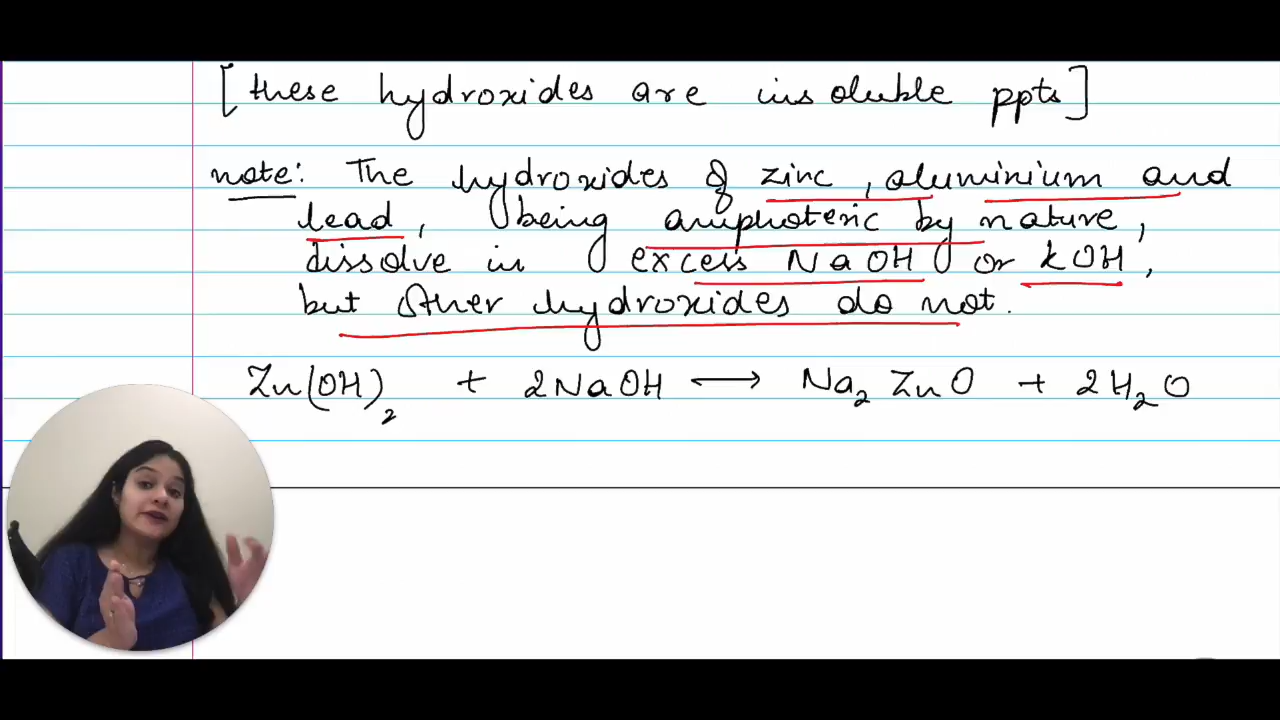 [these hydroxides are insoluble ppts]
note: The hydroxides of zinc, aluminium and
lead, being amphoteric by nature,
dissolve in excess NaOH or KOH,
but other hydroxides do not.
Zn(OH)₂ + 2NaOH ⟷ Na₂ZnO + 2H₂O